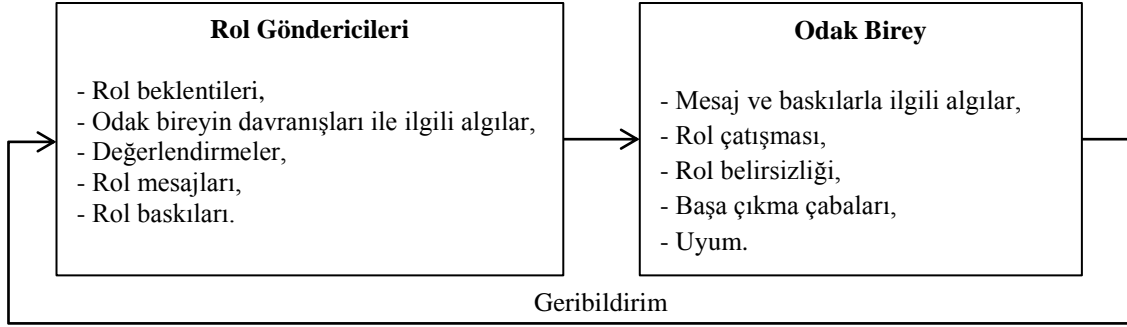 Rol Göndericileri
- Rol beklentileri,
- Odak bireyin davranışları ile ilgili algılar,
- Değerlendirmeler,
- Rol mesajları,
- Rol baskıları.
Odak Birey
- Mesaj ve baskılarla ilgili algılar,
- Rol çatışması,
- Rol belirsizliği,
- Başa çıkma çabaları,
- Uyum.
Geribildirim